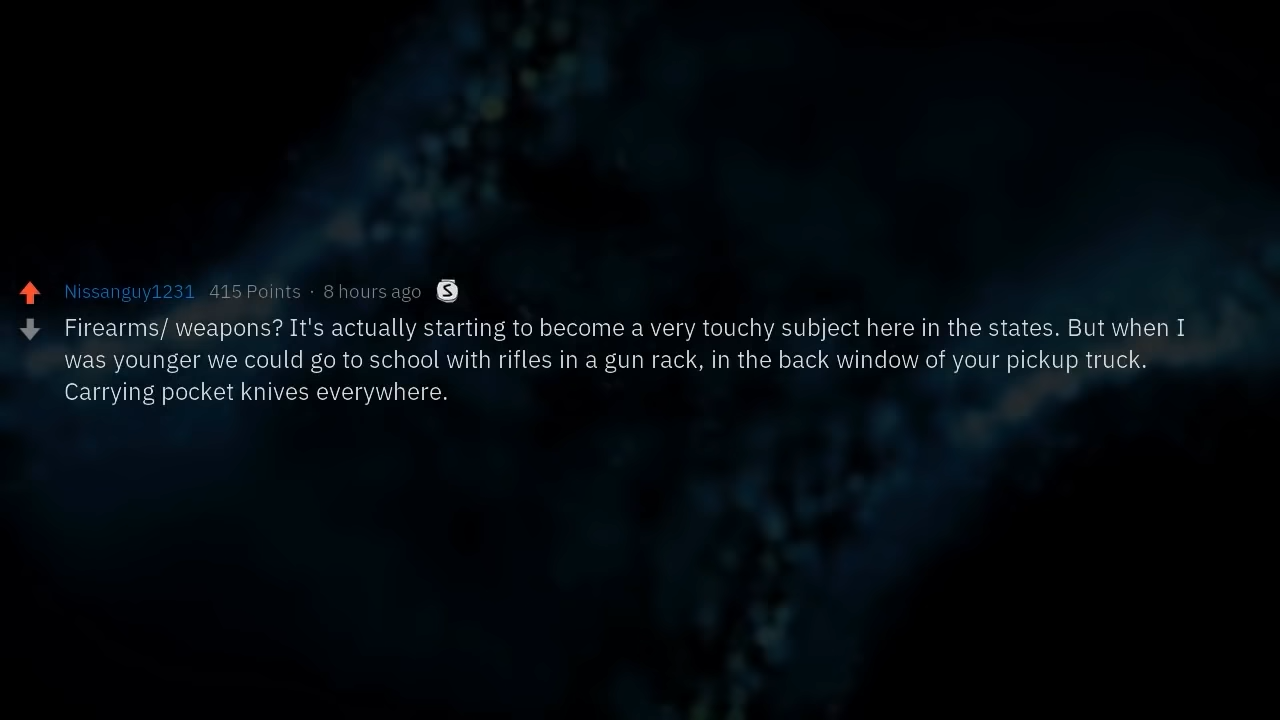 Nissanguy1231 415 Points · 8 hours ago S
Firearms/ weapons? It's actually starting to become a very touchy subject here in the states. But when I
was younger we could go to school with rifles in a gun rack, in the back window of your pickup truck.
Carrying pocket knives everywhere.